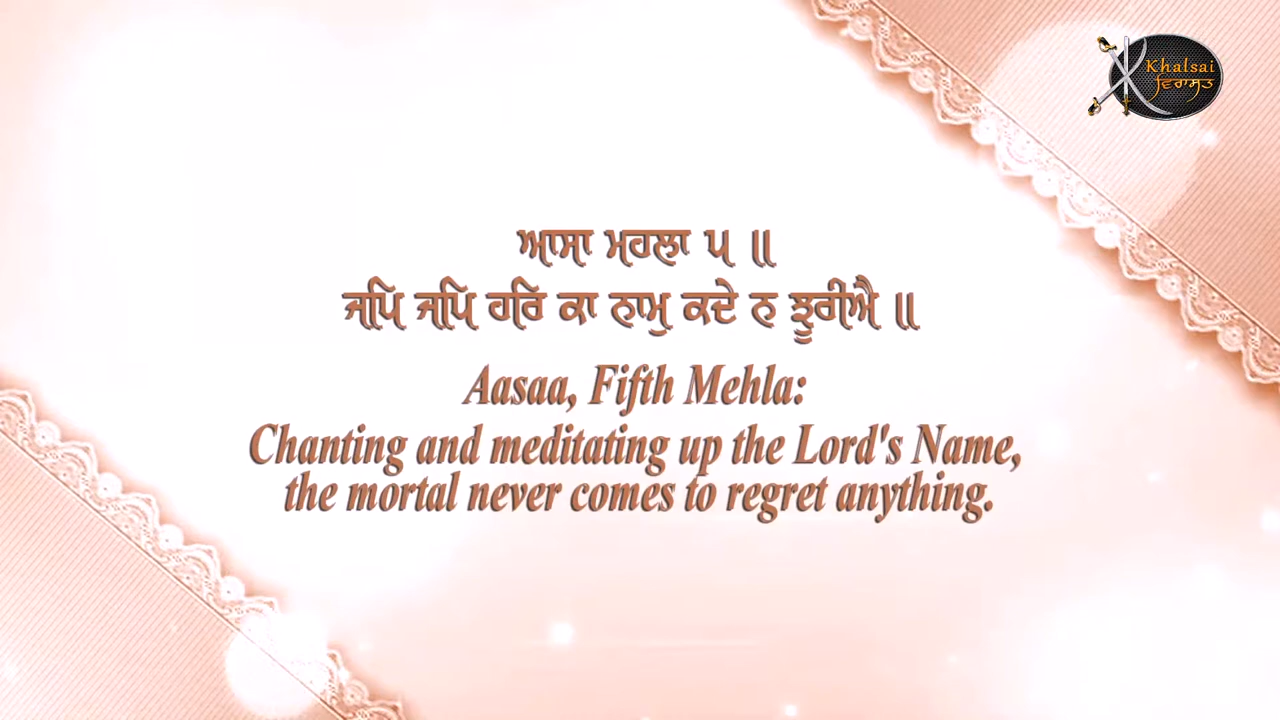 Khalsai
ਵਿਰਾਸਤ
ਆਸਾ ਮਹਲਾ ੫ ॥
ਜਪਿ ਜਪਿ ਹਰਿ ਕਾ ਨਾਮੁ ਕਦੇ ਨ ਝੂਰੀਐ ॥
Aasaa, Fifth Mehla:
Chanting and meditating up the Lord's Name,
the mortal never comes to regret anything.